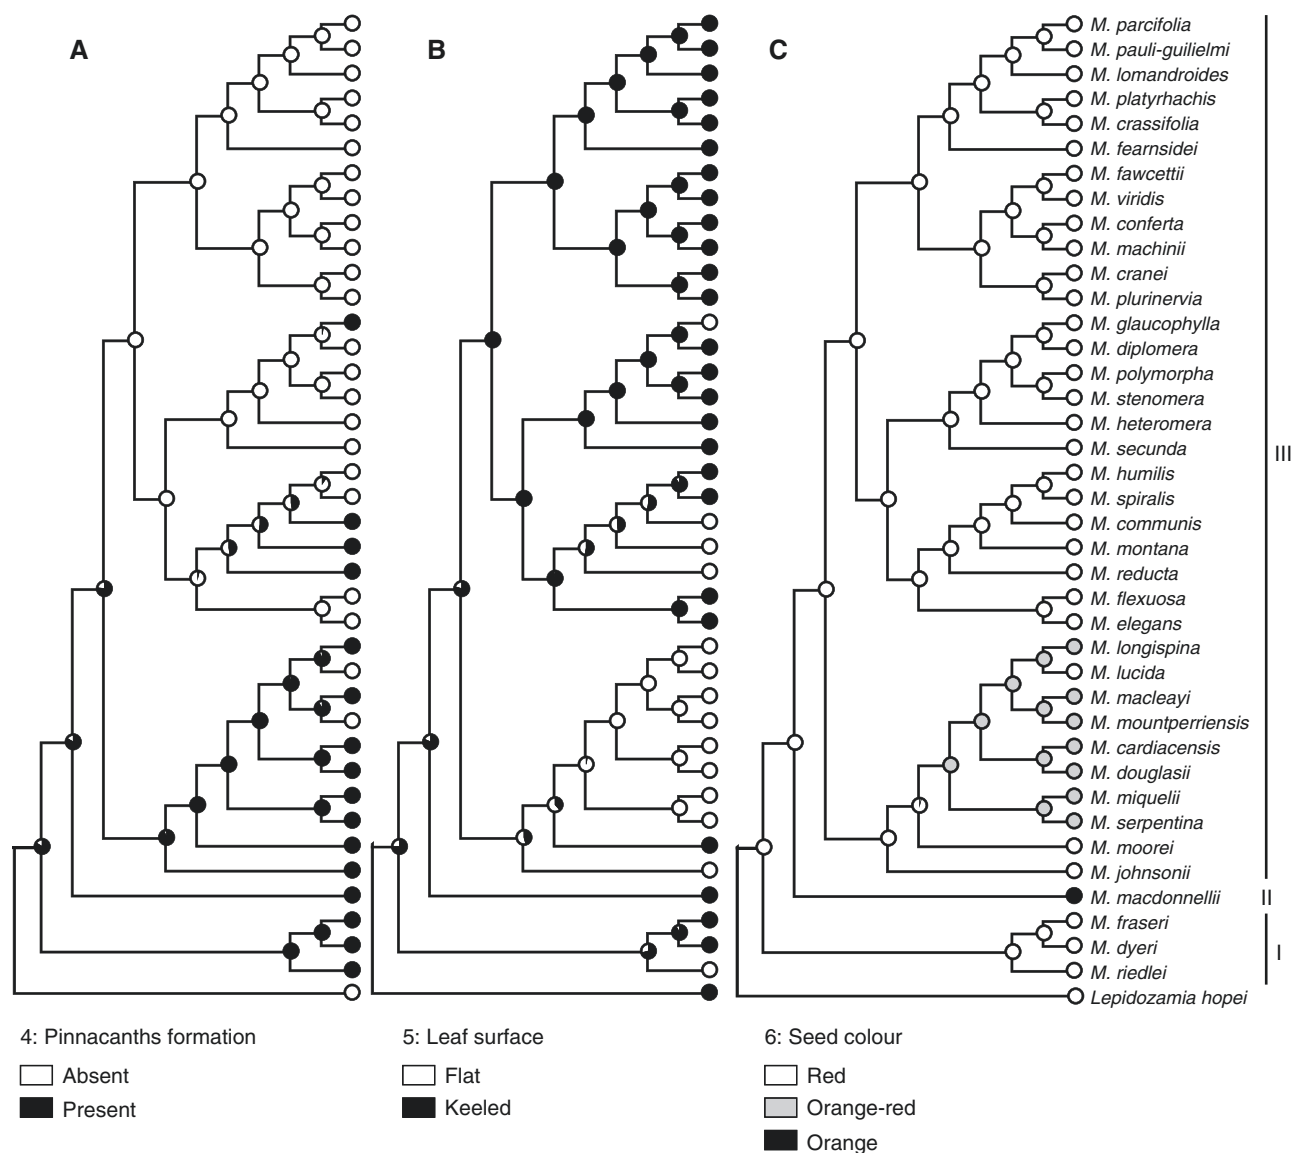 A
B
C
M. parcifolia
M. pauli-guilielmi
M. lomandroides
M. platyrhachis
M. crassifolia
M. fearnsidei
M. fawcettii
M. viridis
M. conferta
M. machinii
M. cranei
M. plurinervia
M. glaucophylla
M. diplomera
M. polymorpha
M. stenomera
M. heteromera
M. secunda
III
M. humilis
M. spiralis
M. communis
M. montana
M. reducta
M. flexuosa
M. elegans
M. longispina
M. lucida
M. macleayi
M. mountperriensis
M. cardiacensis
M. douglasii
M. miquelii
M. serpentina
M. moorei
M. johnsonii
M. macdonnellii
II
M. fraseri
M. dyeri
I
M. riedlei
Lepidozamia hopei
4: Pinnacanths formation
Absent
Present
5: Leaf surface
Flat
Keeled
6: Seed colour
Red
Orange-red
Orange